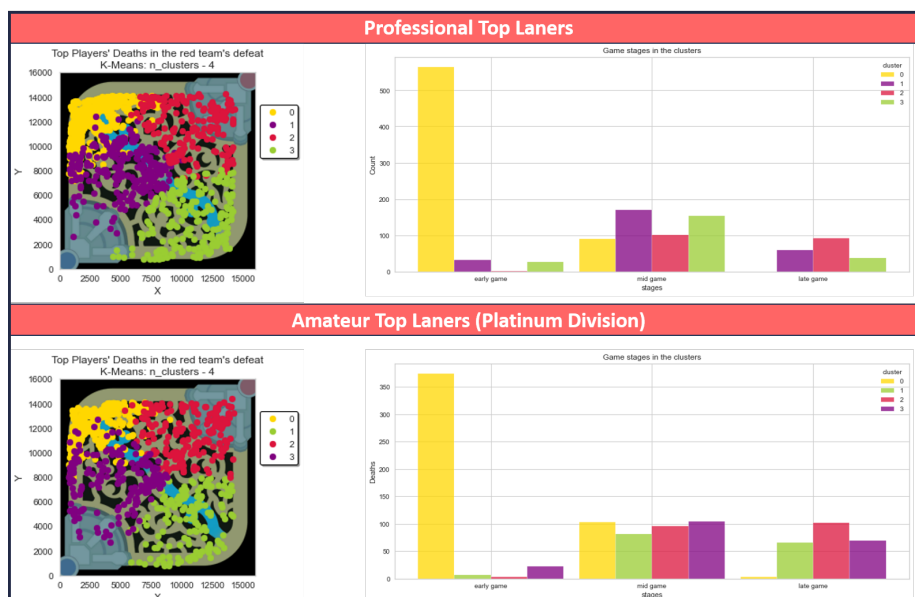 Professional Top Laners
Top Players' Deaths in the red team's defeat
K-Means: n_clusters - 4
16000
14000
12000
10000
8000
6000
4000
2000
0
Y
0 2500 5000 7500 10000 12500 15000
X
0
1
2
3
Game stages in the clusters
500
400
300
200
100
0
Count
early game mid game late game
stages
cluster
0
1
2
3
Amateur Top Laners (Platinum Division)
Top Players' Deaths in the red team's defeat
K-Means: n_clusters - 4
16000
14000
12000
10000
8000
6000
4000
2000
0
Y
0 2500 5000 7500 10000 12500 15000
X
0
1
2
3
Game stages in the clusters
350
300
250
200
150
100
50
0
Deaths
early game mid game late game
stages
cluster
0
1
2
3